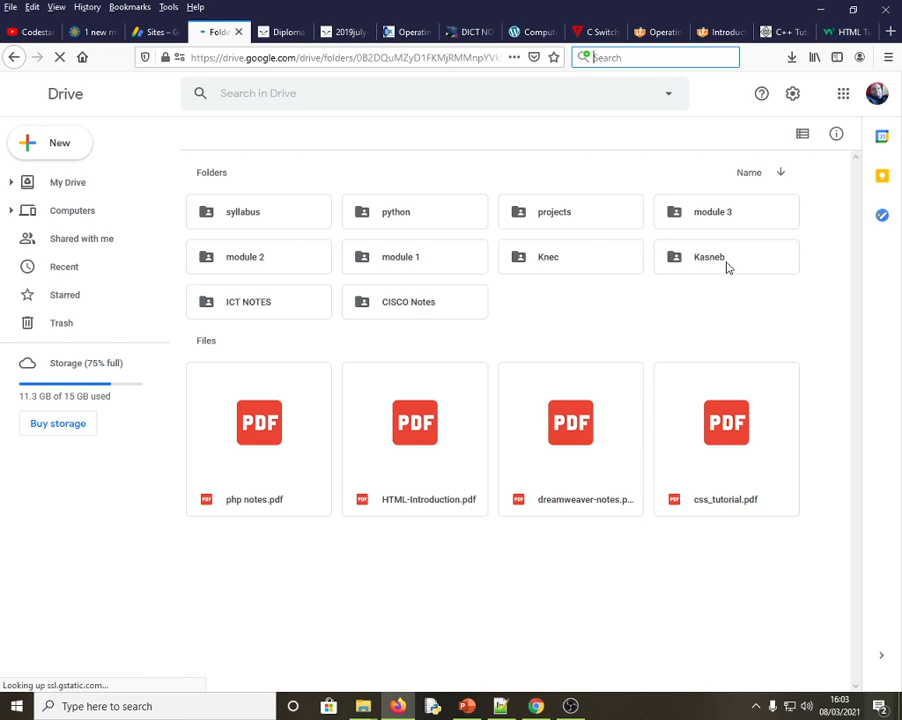 File Edit View History Bookmarks Tools Help
Codestar 1 new m Sites – G Folde Diploma 2019july- Operatin DICT NO Comput C Switch Operatin Introduc C++ Tut HTML T
https://drive.google.com/drive/folders/0B2DQuMZyD1FKMjRMMnpYVi
Search
Drive
Search in Drive
New
My Drive
Computers
Shared with me
Recent
Starred
Trash
Storage (75% full)
11.3 GB of 15 GB used
Buy storage
Folders
Name
syllabus python projects module 3
module 2 module 1 Knec Kasneb
ICT NOTES CISCO Notes
Files
PDF PDF PDF PDF
php notes.pdf HTML-Introduction.pdf dreamweaver-notes.p... css_tutorial.pdf
Looking up ssl.gstatic.com...
Type here to search
16:03
08/03/2021
2